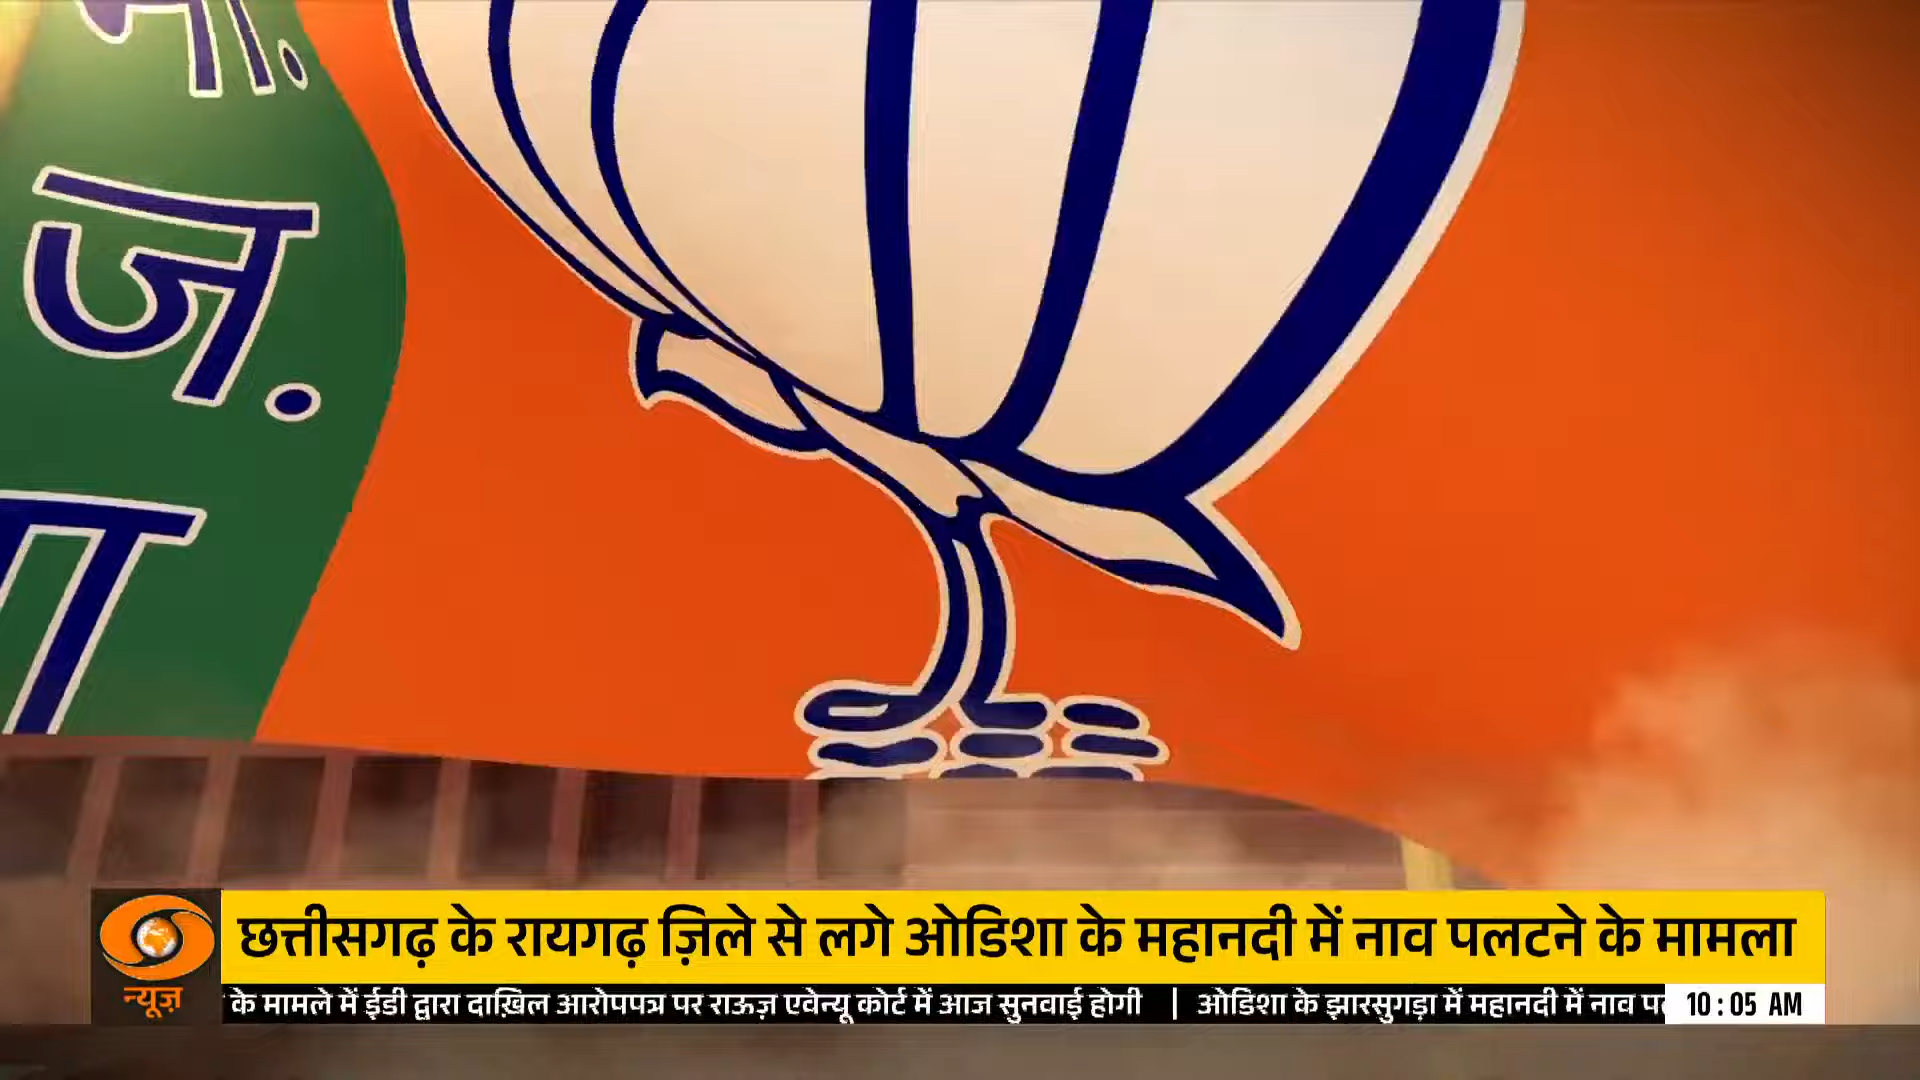 भा.
ज.
पा
छत्तीसगढ़ के रायगढ़ ज़िले से लगे ओडिशा के महानदी में नाव पलटने के मामला
न्यूज़
के मामले में ईडी द्वारा दाख़िल आरोपपत्र पर राऊज़ एवेन्यू कोर्ट में आज सुनवाई होगी | ओडिशा के झारसुगड़ा में महानदी में नाव
10 : 05 AM